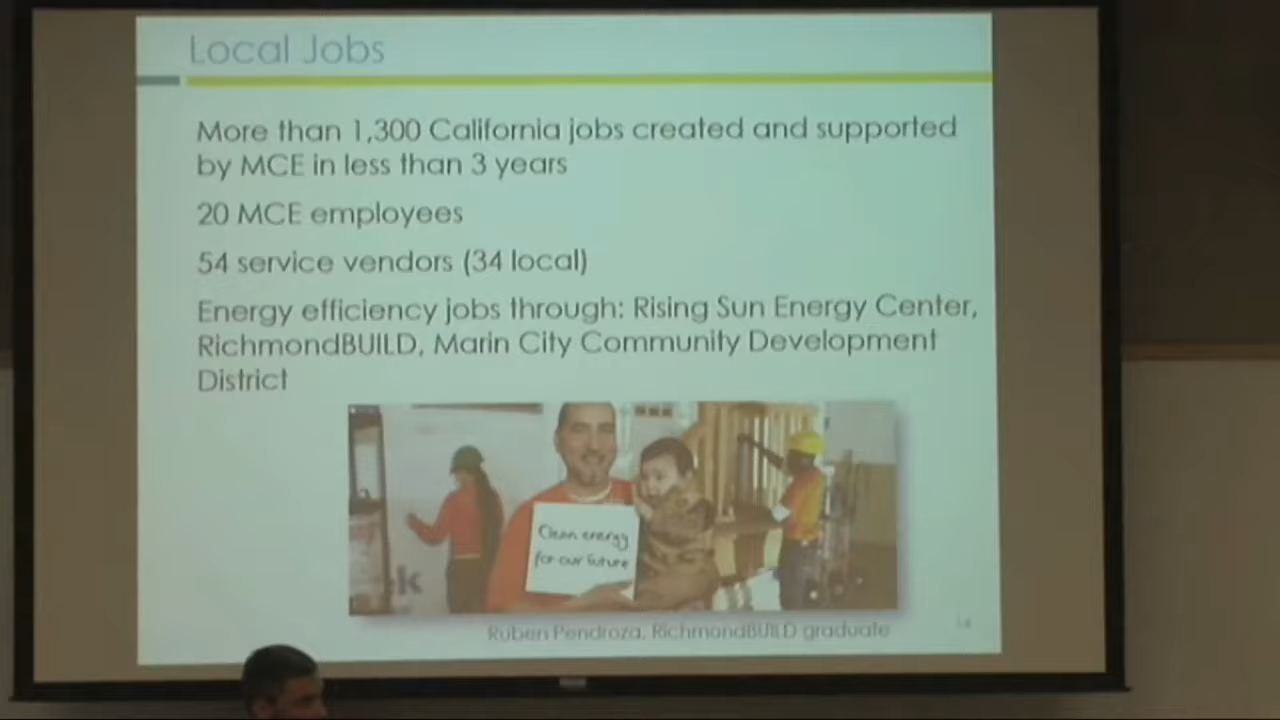 Local Jobs
More than 1,300 California jobs created and supported
by MCE in less than 3 years
20 MCE employees
54 service vendors (34 local)
Energy efficiency jobs through: Rising Sun Energy Center,
RichmondBUILD, Marin City Community Development
District
Clean energy
for our future
Ruben Pendroza, RichmondBUILD graduate